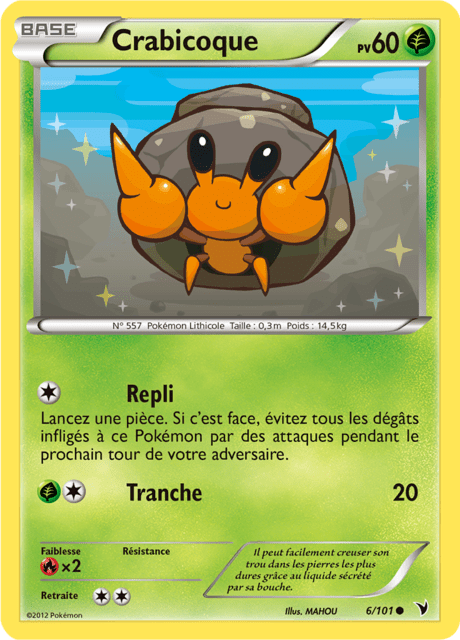 BASE
Crabicoque
PV60
N° 557 Pokémon Lithicole Taille : 0,3m Poids : 14,5kg
Repli
Lancez une pièce. Si c'est face, évitez tous les dégâts
infligés à ce Pokémon par des attaques pendant le
prochain tour de votre adversaire.
Tranche 20
Faiblesse Résistance
×2
Retraite
Il peut facilement creuser son
trou dans les pierres les plus
dures grâce au liquide sécrété
par sa bouche.
©2012 Pokémon
Illus. MAHOU 6/101